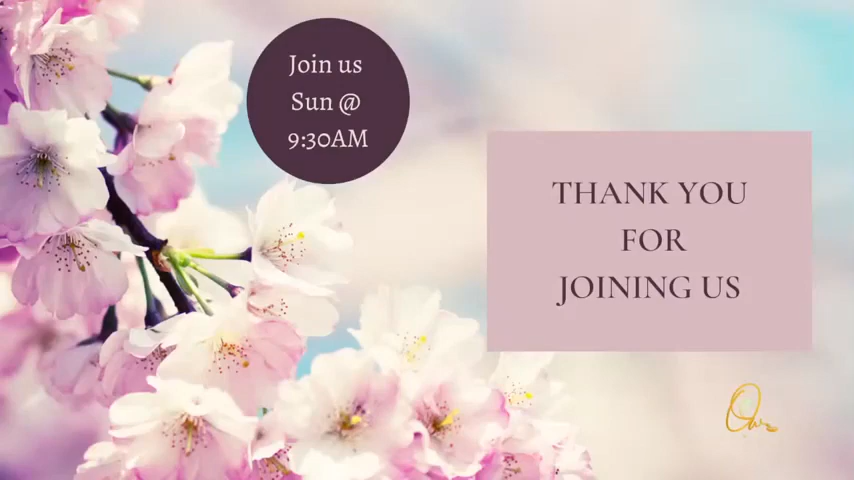 Join us
Sun @
9:30AM
THANK YOU
FOR
JOINING US